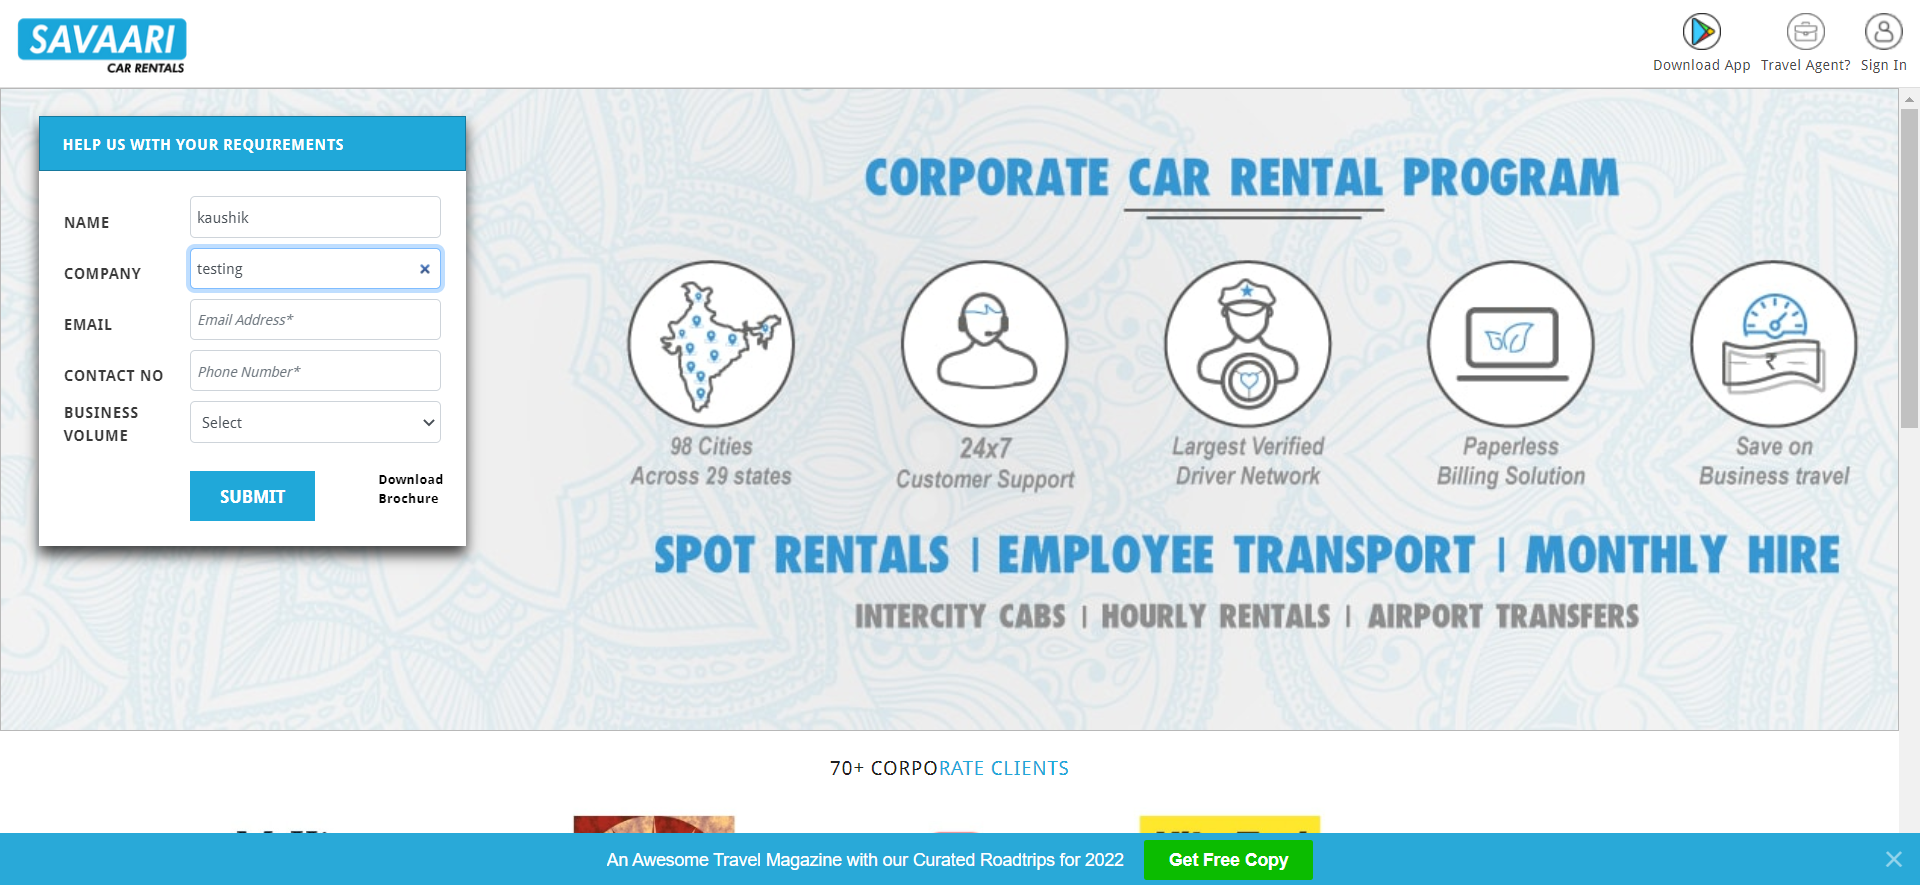 SAVAARI
CAR RENTALS
Download App
Travel Agent?
Sign In
HELP US WITH YOUR REQUIREMENTS
NAME
kaushik
COMPANY
testing
EMAIL
Email Address*
CONTACT NO
Phone Number*
BUSINESS
VOLUME
Select
SUBMIT
Download
Brochure
CORPORATE CAR RENTAL PROGRAM
98 Cities
Across 29 states
24x7
Customer Support
Largest Verified
Driver Network
Paperless
Billing Solution
Save on
Business travel
SPOT RENTALS | EMPLOYEE TRANSPORT | MONTHLY HIRE
INTERCITY CABS | HOURLY RENTALS | AIRPORT TRANSFERS
70+ CORPORATE CLIENTS
An Awesome Travel Magazine with our Curated Roadtrips for 2022
Get Free Copy